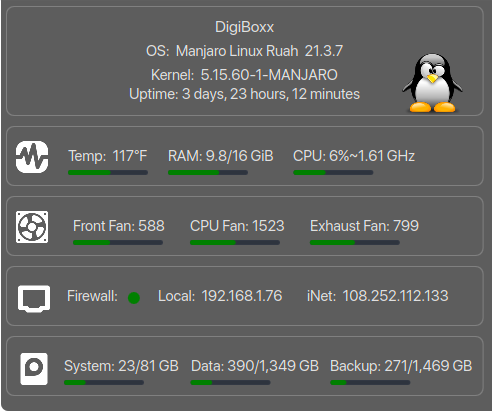 DigiBoxx
OS: Manjaro Linux Ruah 21.3.7
Kernel: 5.15.60-1-MANJARO
Uptime: 3 days, 23 hours, 12 minutes
Temp: 117°F RAM: 9.8/16 GiB CPU: 6%~1.61 GHz
Front Fan: 588 CPU Fan: 1523 Exhaust Fan: 799
Firewall: Local: 192.168.1.76 iNet: 108.252.112.133
System: 23/81 GB Data: 390/1,349 GB Backup: 271/1,469 GB